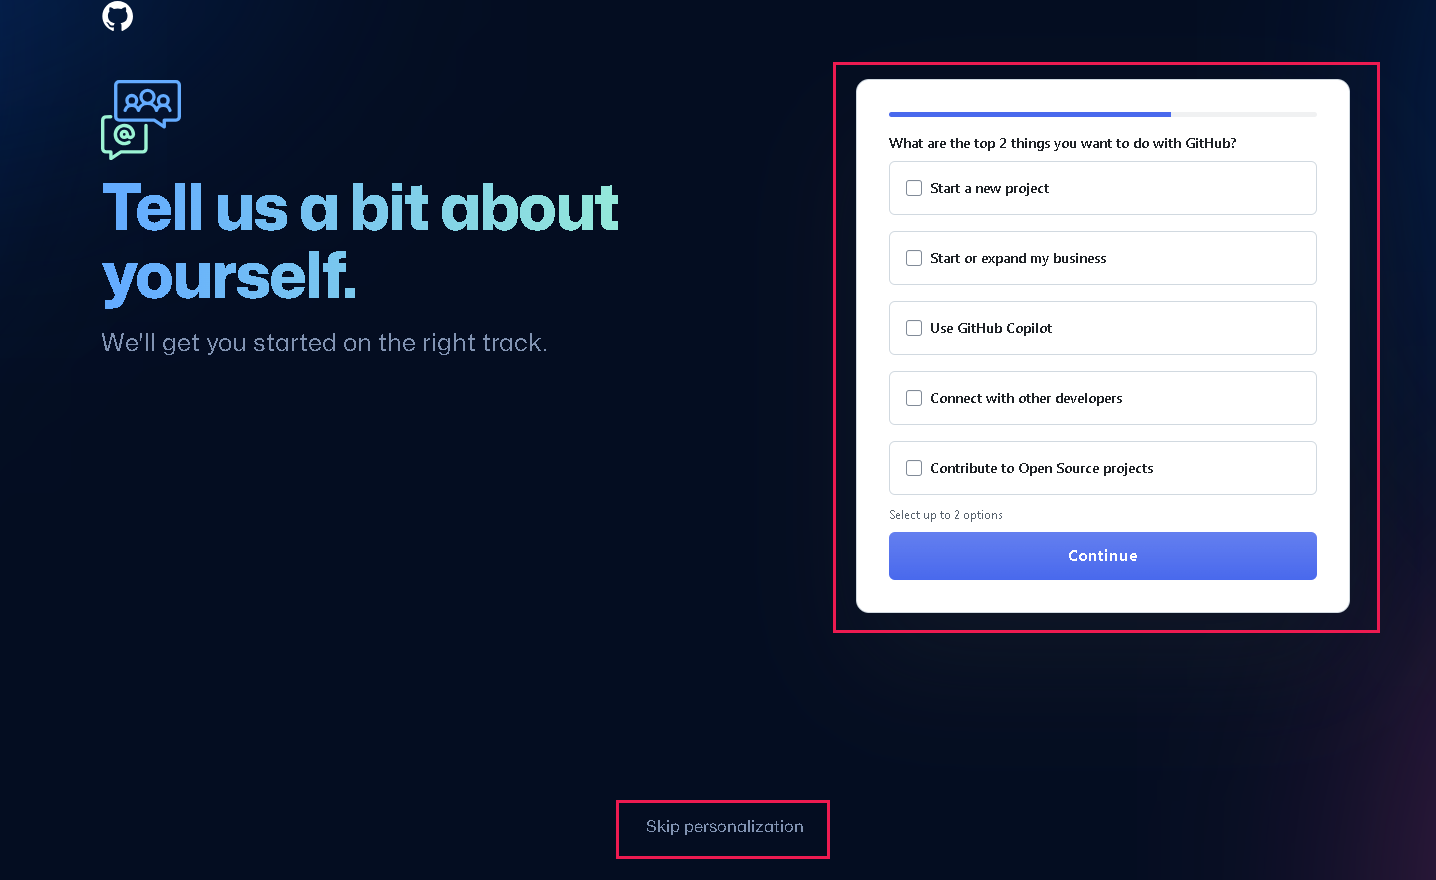 Tell us a bit about
yourself.
We'll get you started on the right track.
What are the top 2 things you want to do with GitHub?
Start a new project
Start or expand my business
Use GitHub Copilot
Connect with other developers
Contribute to Open Source projects
Select up to 2 options
Continue
Skip personalization